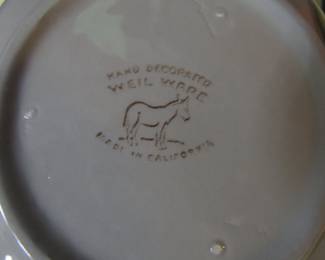 HAND DECORATED
WEIL WARE
MADE IN CALIFORNIA